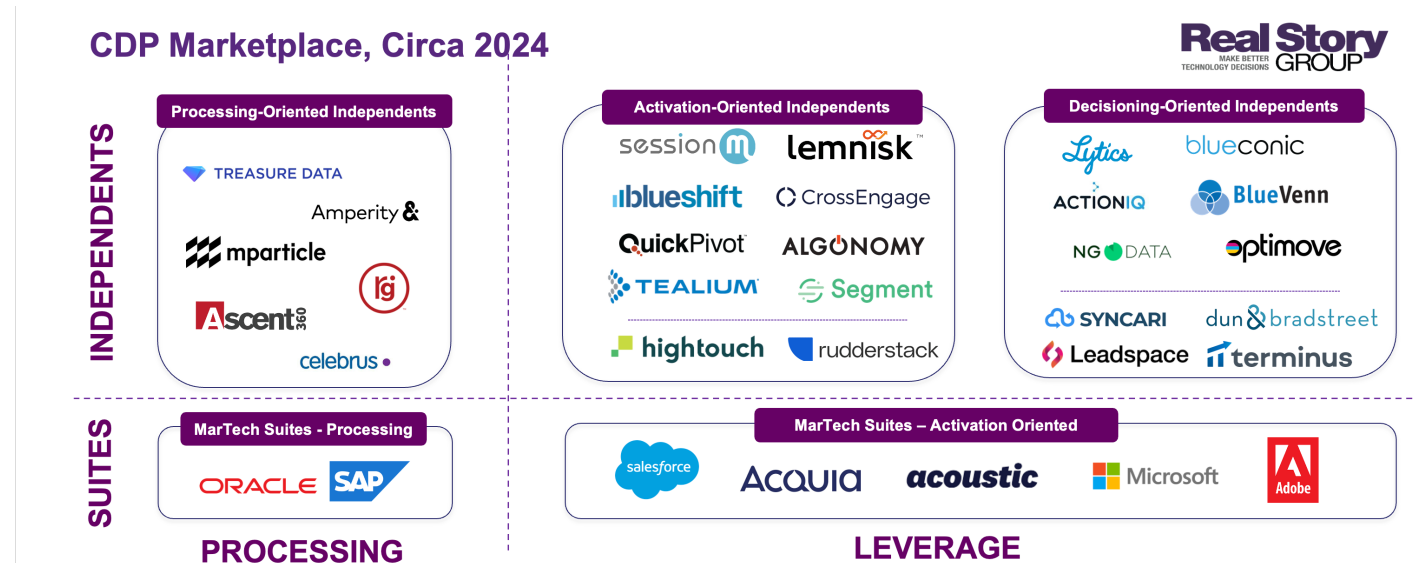 CDP Marketplace, Circa 2024
Real Story
MAKE BETTER
TECHNOLOGY DECISIONS
GROUP
INDEPENDENTS
Processing-Oriented Independents
TREASURE DATA
Amperity &
mparticle
rgi
Ascent360
celebrus
Activation-Oriented Independents
session m
lemnisk™
blueshift
CrossEngage
QuickPivot
ALGONOMY
TEALIUM
Segment
hightouch
rudderstack
Decisioning-Oriented Independents
Lytics
blueconic
ACTIONIQ
BlueVenn
NGDATA
optimove
SYNCARI
dun & bradstreet
Leadspace
terminus
SUITES
MarTech Suites - Processing
ORACLE
SAP
MarTech Suites – Activation Oriented
salesforce
ACQUIA
acoustic
Microsoft
Adobe
PROCESSING
LEVERAGE